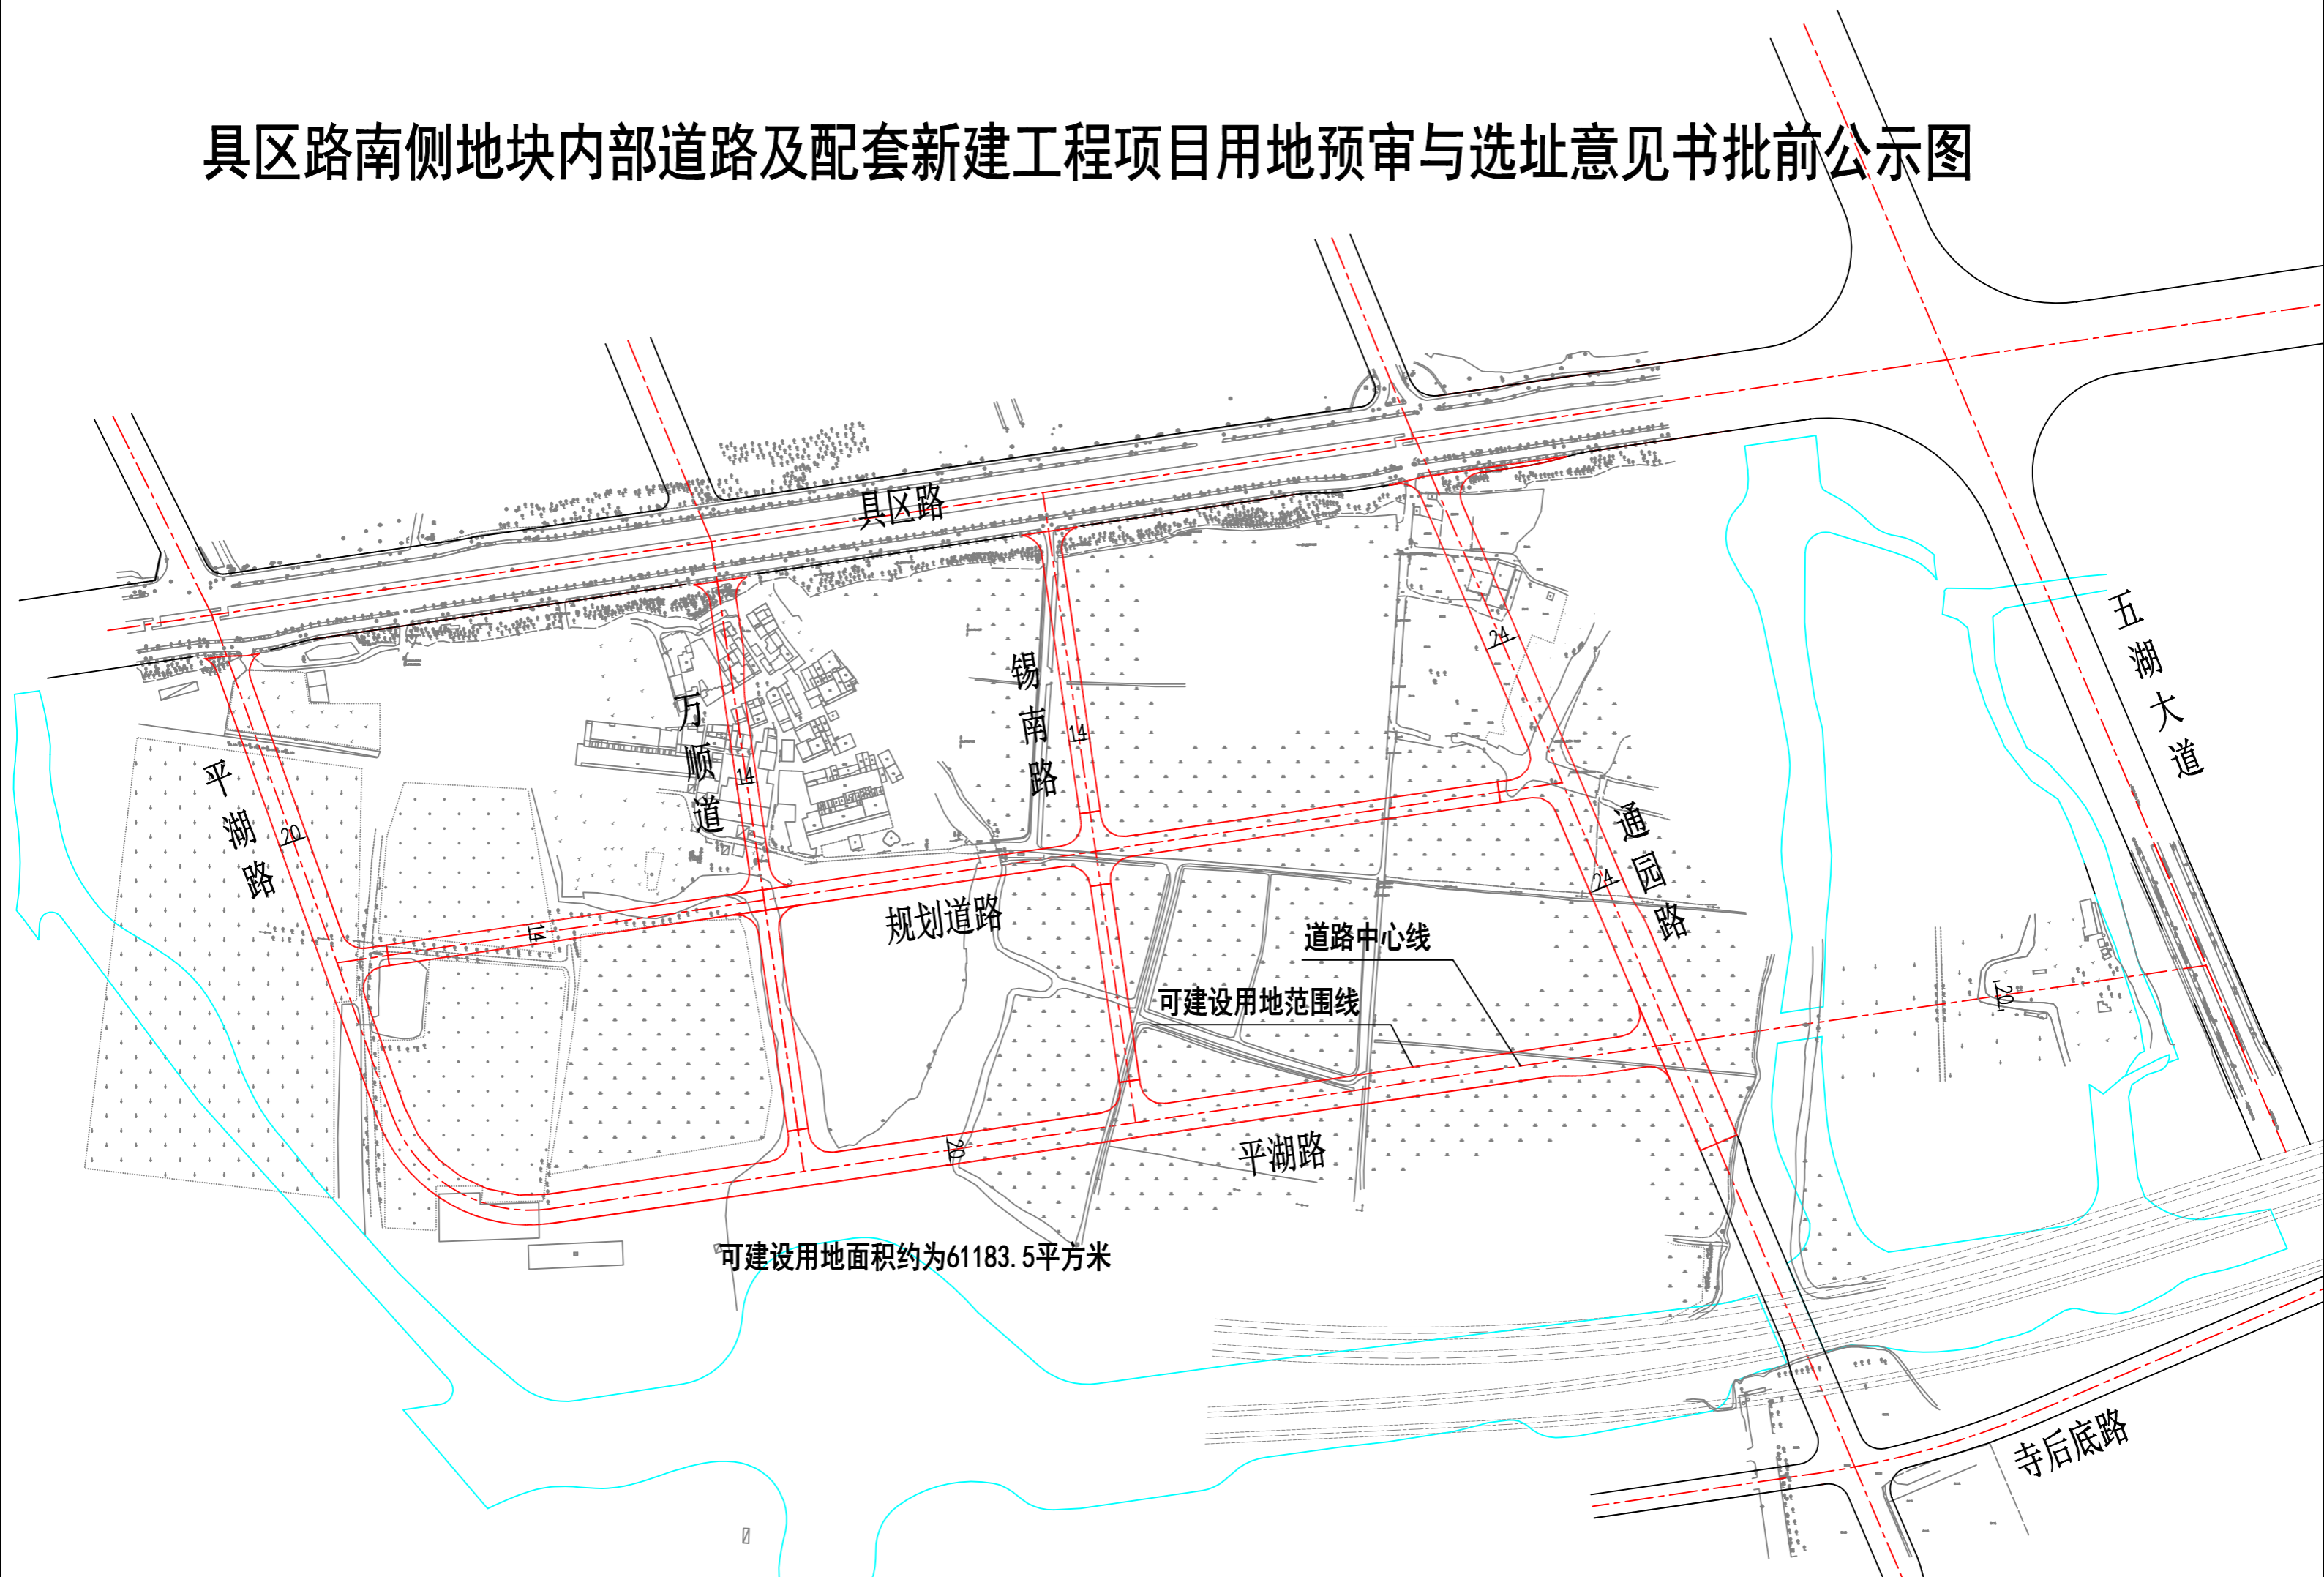 具区路南侧地块内部道路及配套新建工程项目用地预审与选址意见书批前公示图
具区路
五湖大道
24
锡南路
14
万顺道
14
平湖路
20
通园路
24
规划道路
14
道路中心线
可建设用地范围线
20
平湖路
20
可建设用地面积约为61183.5平方米
寺后底路